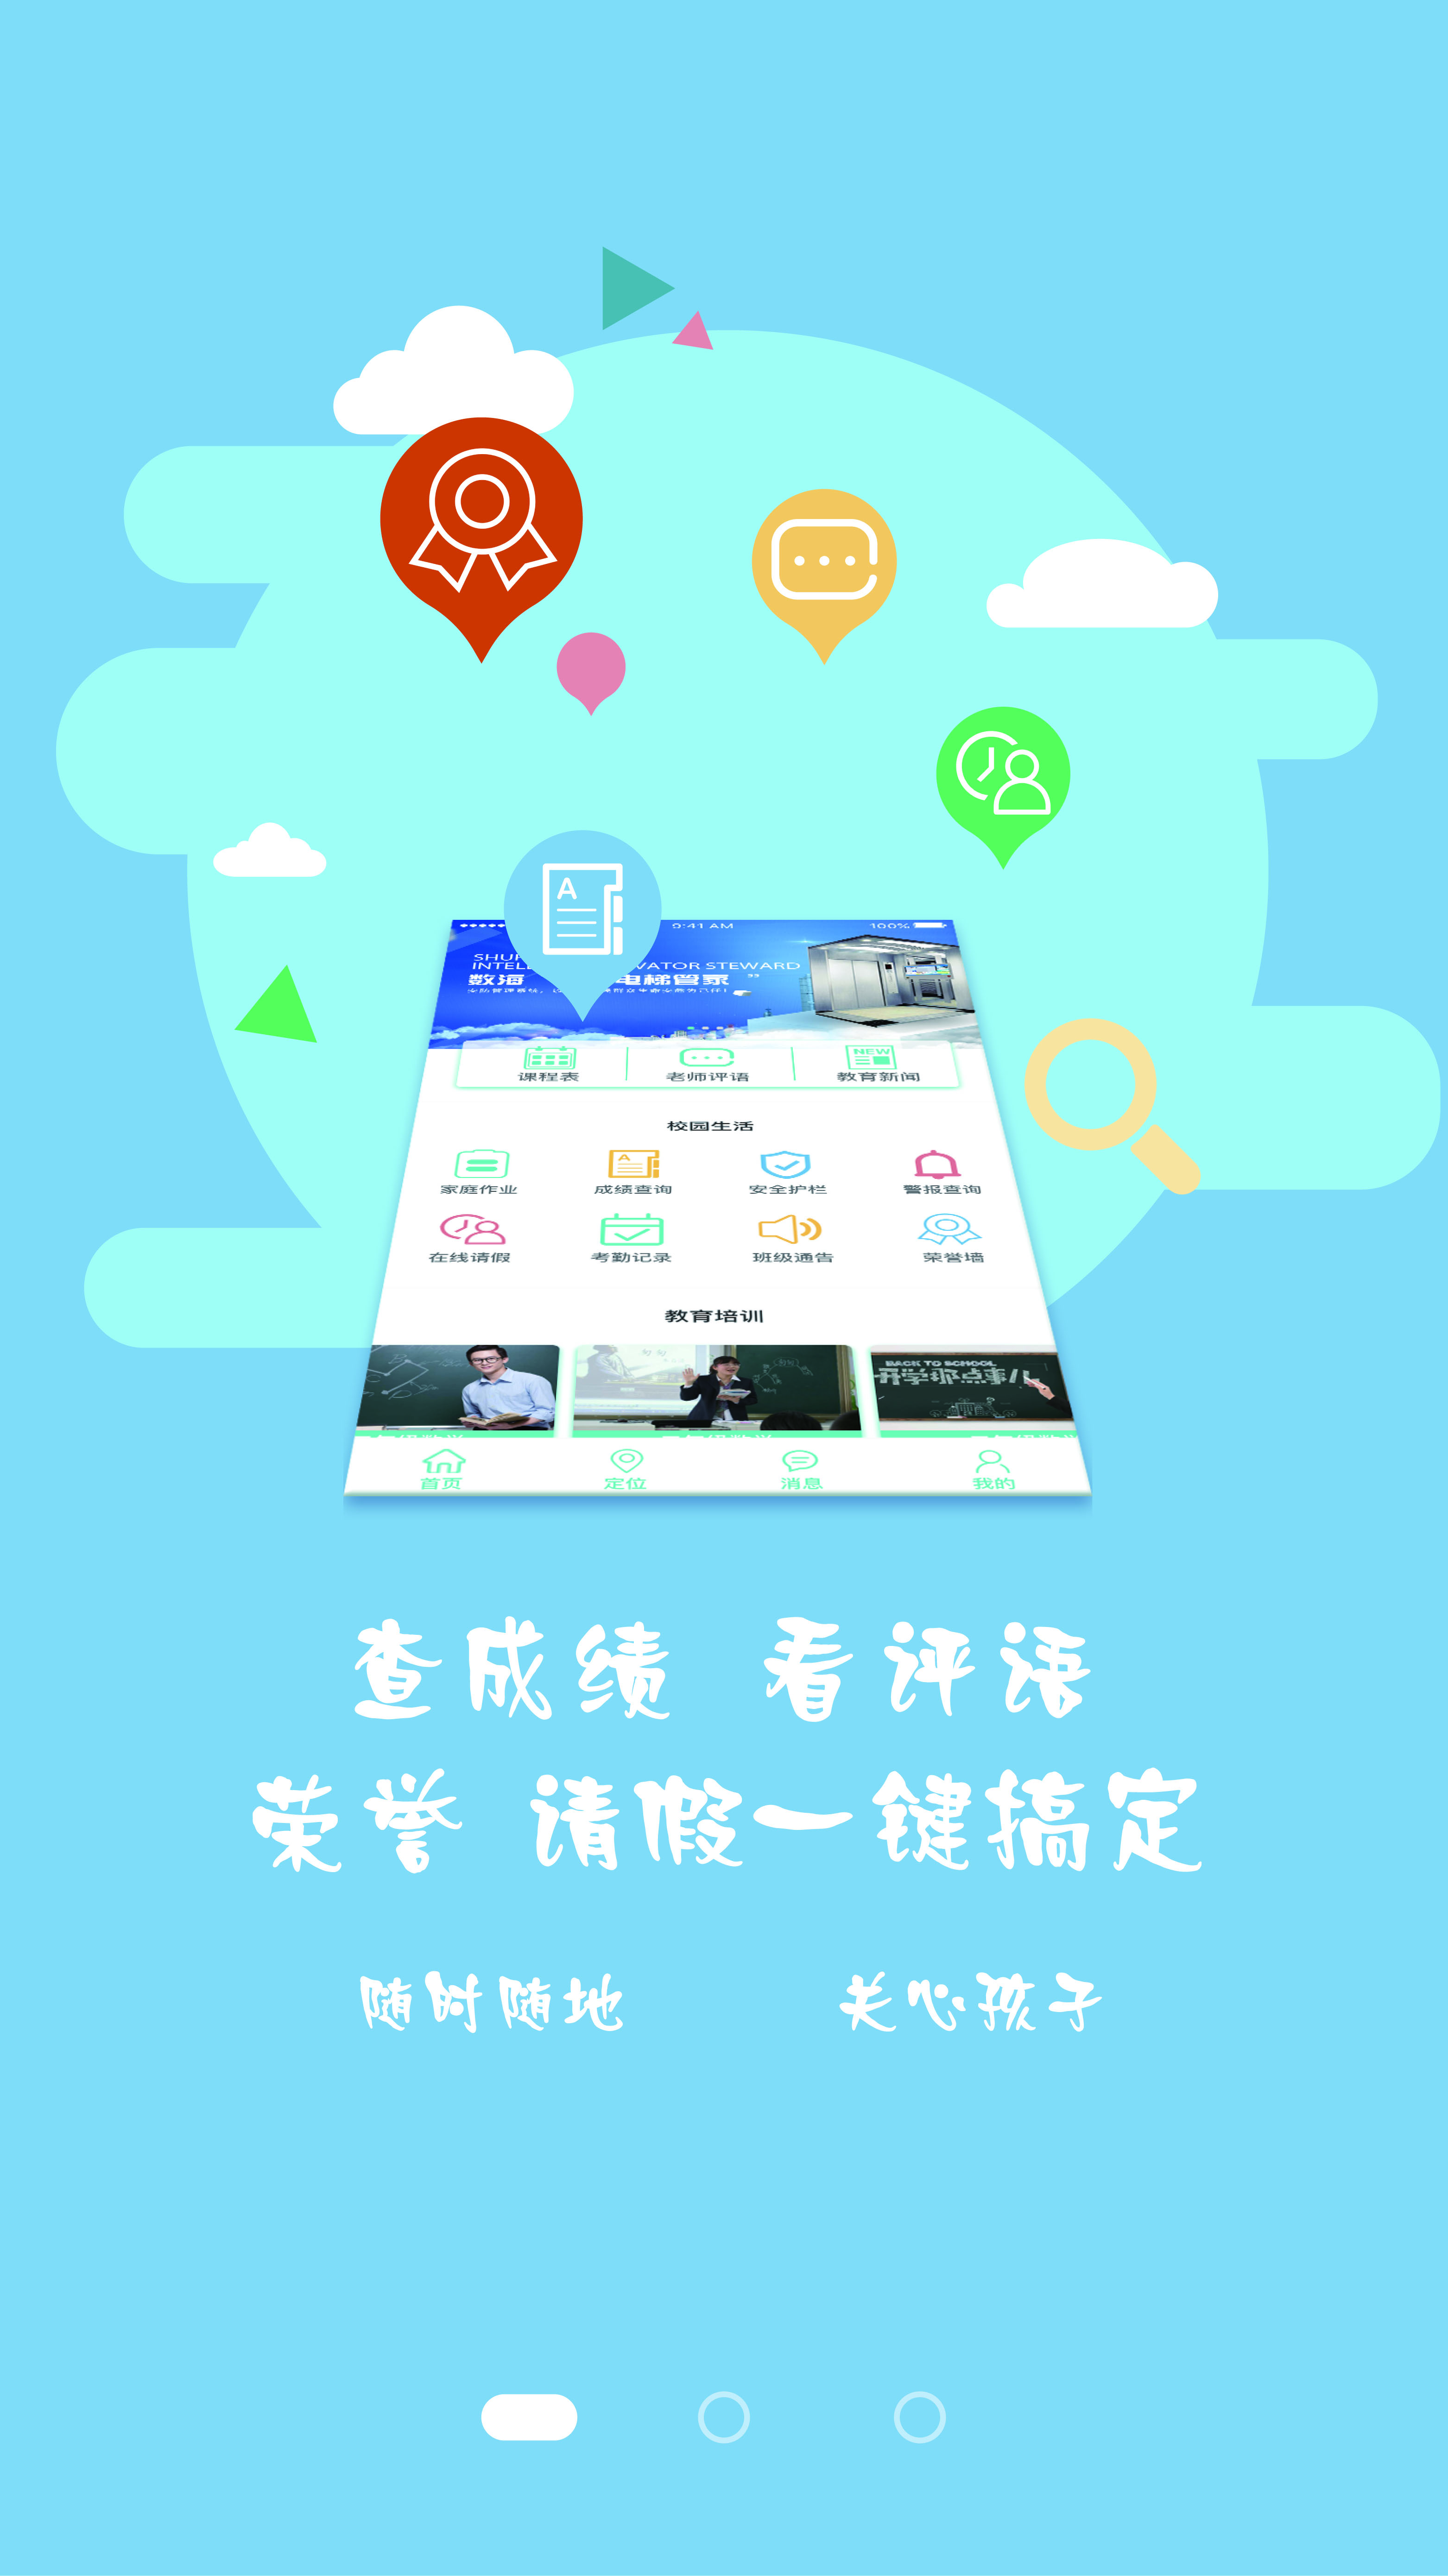 A
9:41 AM 100%
数海 电梯管家
课程表 老师评语 NEW 教育新闻
校园生活
家庭作业 成绩查询 安全护栏 警报查询
在线请假 考勤记录 班级通告 荣誉墙
教育培训
BACK TO SCHOOL
开学那点事儿
首页 定位 消息 我的
查成绩 看评语
荣誉 请假一键搞定
随时随地 关心孩子